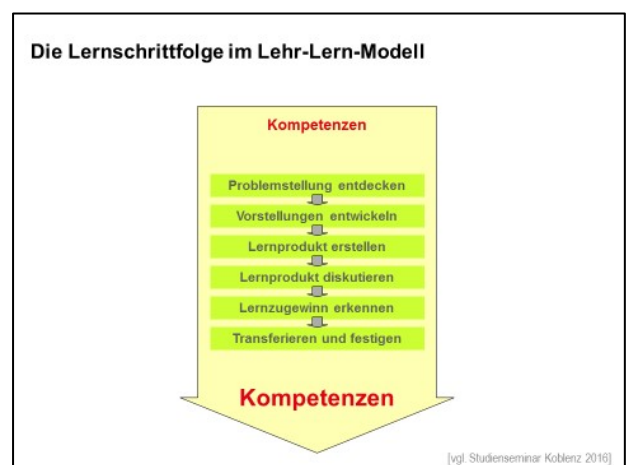 Die Lernschrittfolge im Lehr-Lern-Modell
Kompetenzen
Problemstellung entdecken
Vorstellungen entwickeln
Lernprodukt erstellen
Lernprodukt diskutieren
Lernzugewinn erkennen
Transferieren und festigen
Kompetenzen
[vgl. Studienseminar Koblenz 2016]